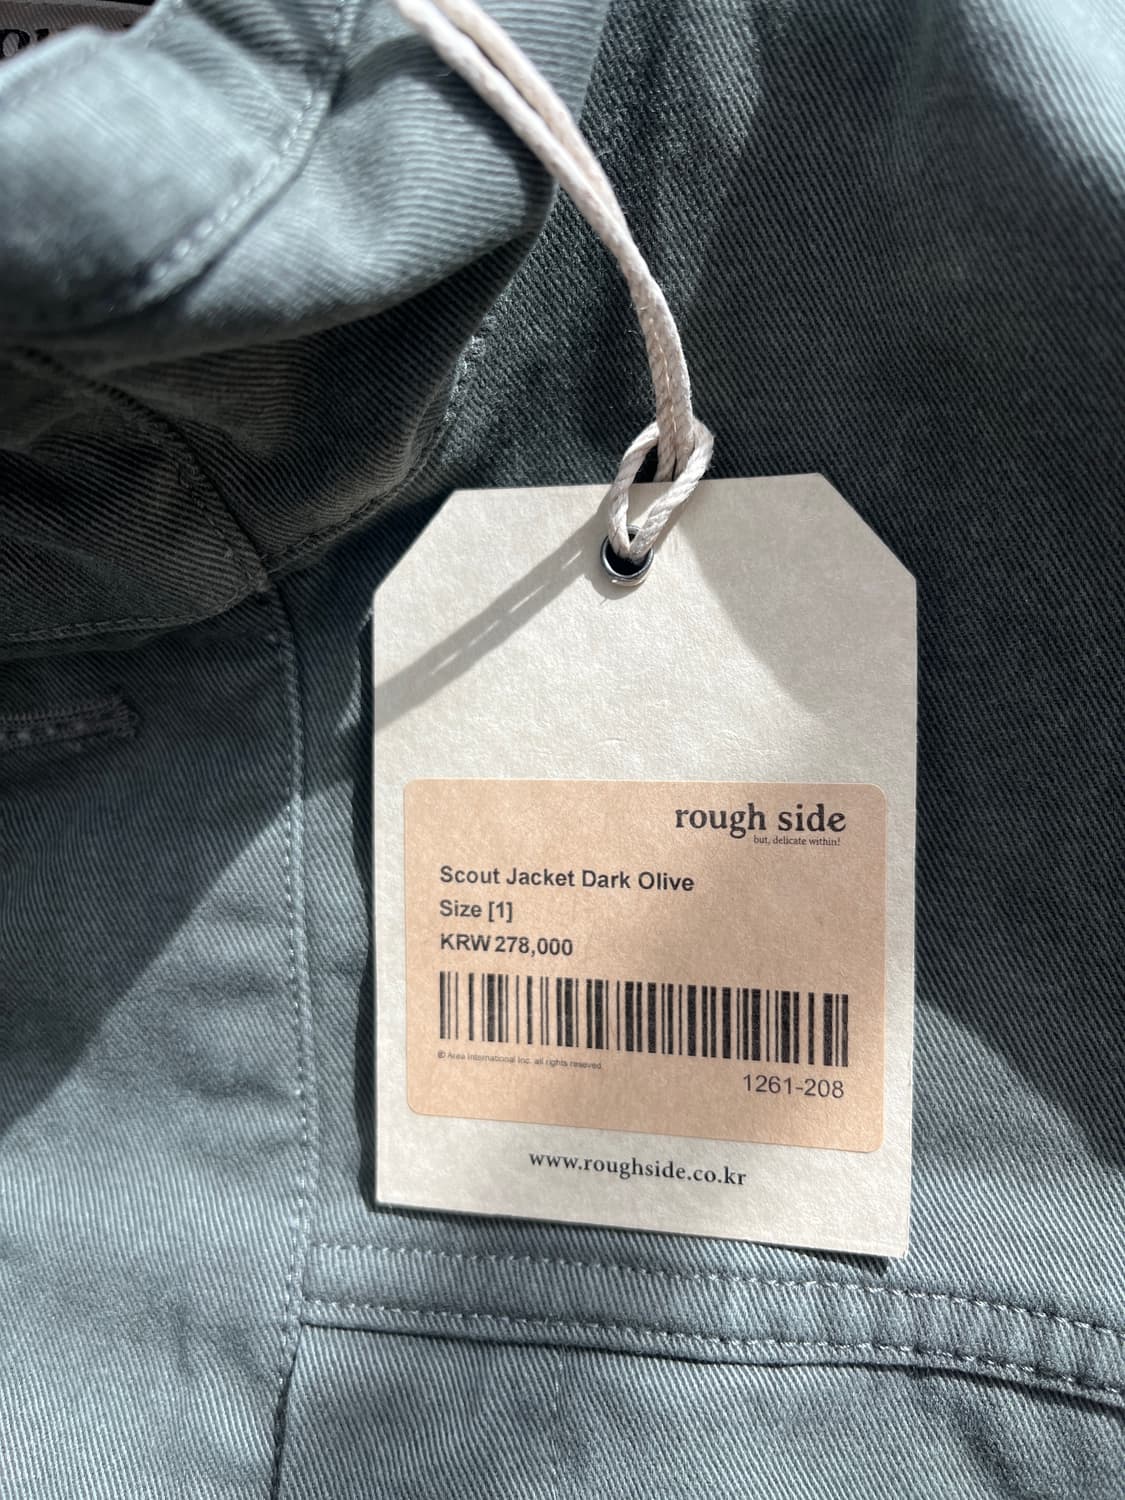 rough side
but, delicate within!
Scout Jacket Dark Olive
Size [1]
KRW 278,000
© Area International Inc. all rights reseved.
1261-208
www.roughside.co.kr